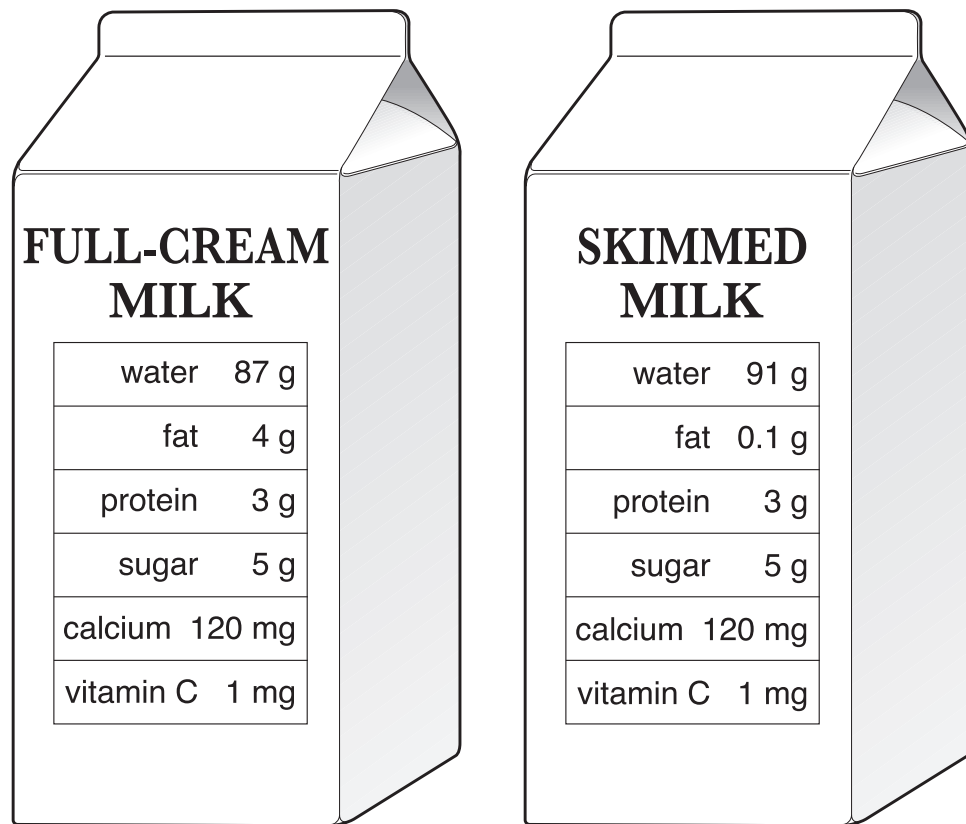 FULL-CREAM
MILK
water 87 g
fat 4 g
protein 3 g
sugar 5 g
calcium 120 mg
vitamin C 1 mg
SKIMMED
MILK
water 91 g
fat 0.1 g
protein 3 g
sugar 5 g
calcium 120 mg
vitamin C 1 mg